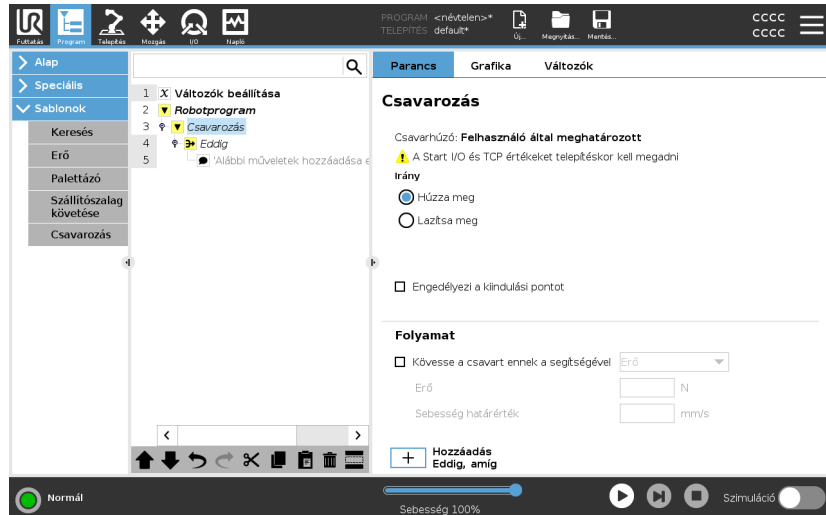 UR
Futtatás
Program
Telepítés
Mozgás
I/O
Napló
PROGRAM <névtelen>*
TELEPÍTÉS default*
Új...
Megnyitás...
Mentés...
CCCC
CCCC
Alap
Speciális
Sablonok
Keresés
Erő
Palettázó
Szállítószalag
követése
Csavarozás
1 X Változók beállítása
2 Robotprogram
3 Csavarozás
4 Eddig
5 'Alábbi műveletek hozzáadása e
Parancs
Grafika
Változók
Csavarozás
Csavarhúzó: Felhasználó által meghatározott
A Start I/O és TCP értékeket telepítéskor kell megadni
Irány
Húzza meg
Lazítsa meg
Engedélyezi a kiindulási pontot
Folyamat
Kövesse a csavart ennek a segítségével Erő
Erő N
Sebesség határérték mm/s
Hozzáadás
Eddig, amíg
Normál
Sebesség 100%
Szimuláció